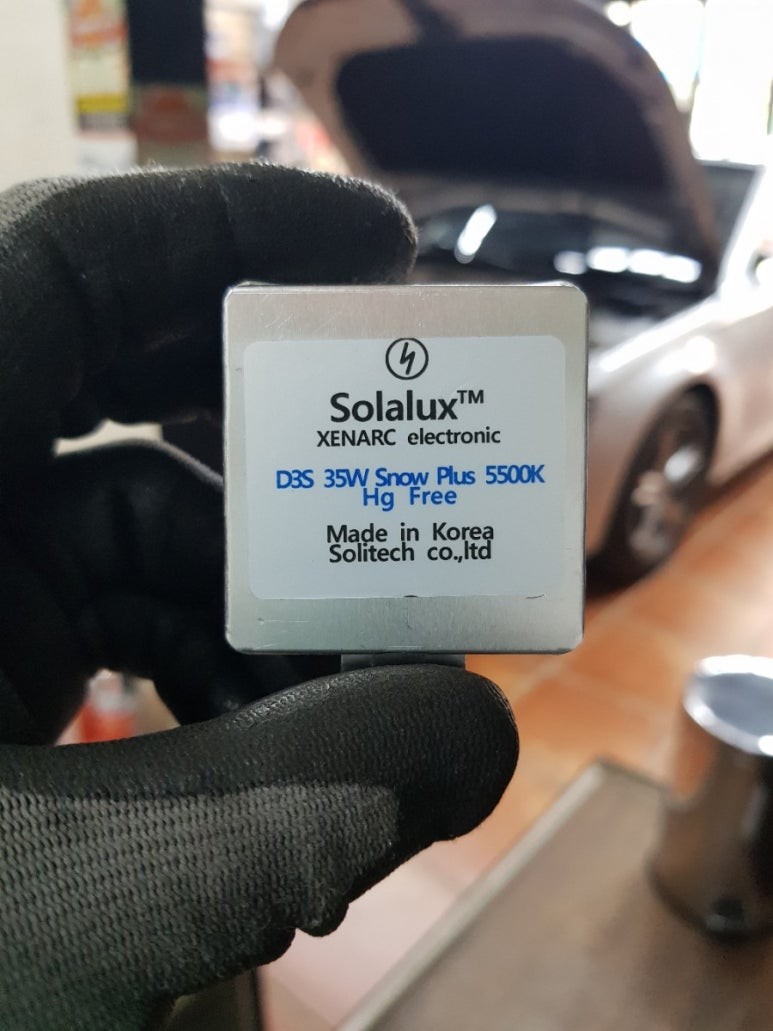 Solalux™
XENARC electronic
D3S 35W Snow Plus 5500K
Hg Free
Made in Korea
Solitech co.,ltd